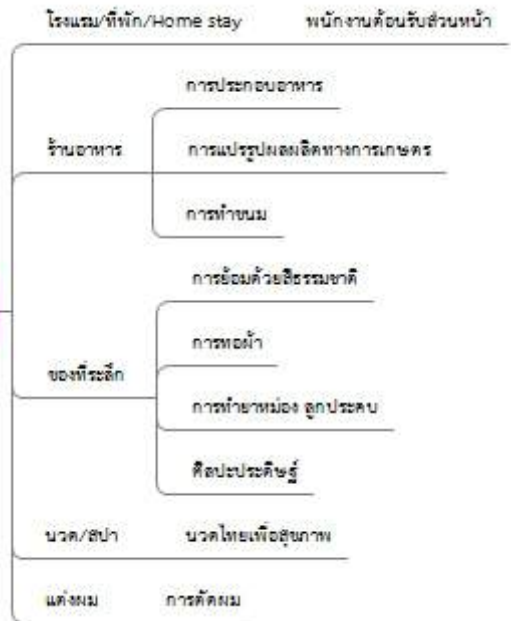 โรงแรม/ที่พัก/Home stay พนักงานต้อนรับส่วนหน้า
การประกอบอาหาร
ร้านอาหาร การแปรรูปผลผลิตทางการเกษตร
การทำขนม
การย้อมด้วยสีธรรมชาติ
การทอผ้า
ของที่ระลึก
การทำยาหม่อง ลูกประคบ
ศิลปะประดิษฐ์
นวด/สปา นวดไทยเพื่อสุขภาพ
แต่งผม การตัดผม